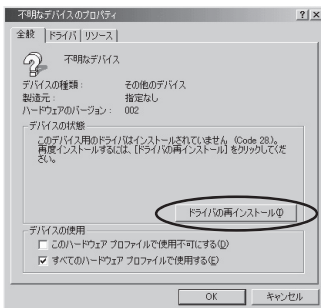 不明なデバイスのプロパティ
全般 ドライバ リソース
不明なデバイス
デバイスの種類: その他のデバイス
製造元: 指定なし
ハードウェアのバージョン: 002
デバイスの状態
このデバイス用のドライバはインストールされていません (Code 28)。
再度インストールするには、[ドライバの再インストール] をクリックしてくだ
さい。
ドライバの再インストール(I)
デバイスの使用
このハードウェア プロファイルで使用不可にする(D)
すべてのハードウェア プロファイルで使用する(E)
OK キャンセル